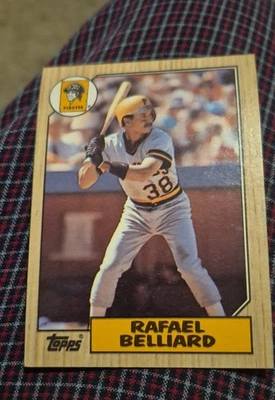 PIRATES
38
topps
RAFAEL
BELLIARD